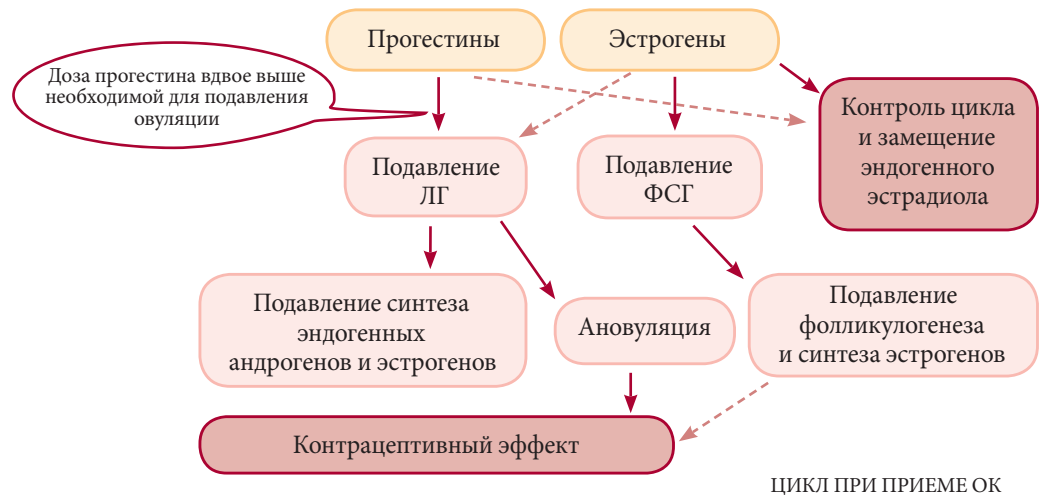 Прогестины
Эстрогены
Доза прогестина вдвое выше
необходимой для подавления
овуляции
Контроль цикла
и замещение
эндогенного
эстрадиола
Подавление
ЛГ
Подавление
ФСГ
Подавление синтеза
эндогенных
андрогенов и эстрогенов
Ановуляция
Подавление
фолликулогенеза
и синтеза эстрогенов
Контрацептивный эффект
ЦИКЛ ПРИ ПРИЕМЕ ОК